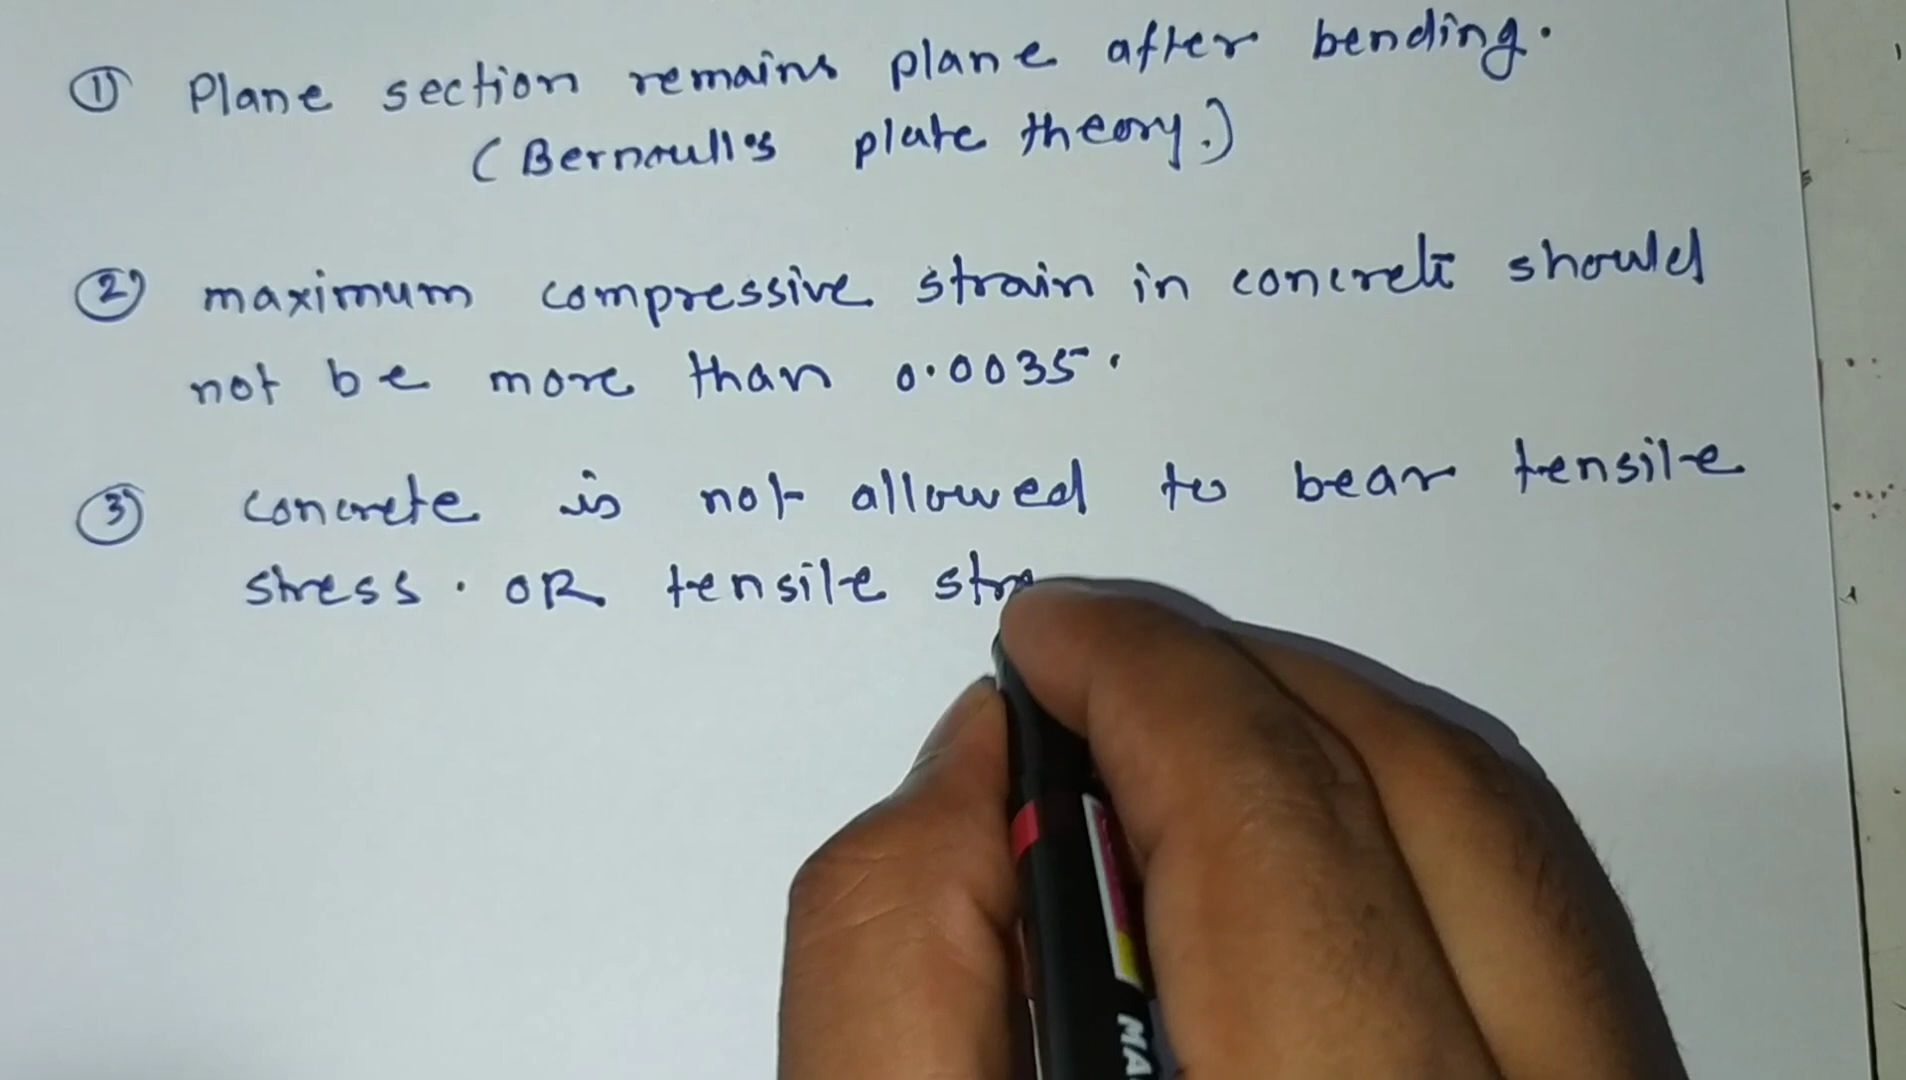 ① Plane section remains plane after bending.
(Bernoulli's plate theory.)
② maximum compressive strain in concrete should
not be more than 0.0035.
③ concrete is not allowed to bear tensile
stress. OR tensile
MA